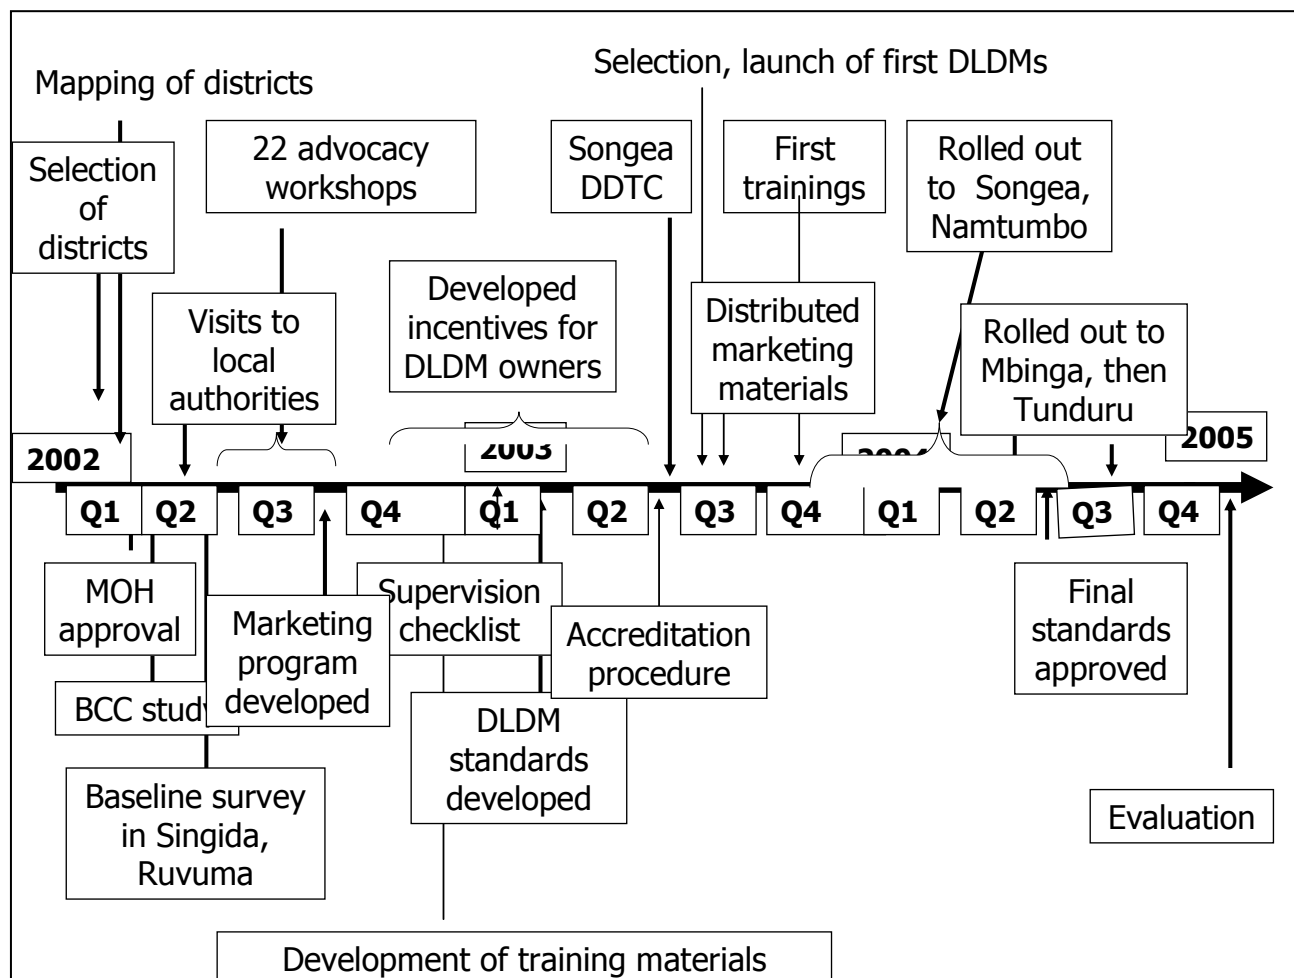 Mapping of districts
Selection, launch of first DLDMs
Selection
of
districts
22 advocacy
workshops
Songea
DDTC
First
trainings
Rolled out
to Songea,
Namtumbo
Visits to
local
authorities
Developed
incentives for
DLDM owners
Distributed
marketing
materials
Rolled out to
Mbinga, then
Tunduru
2002
2003
2004
2005
Q1
Q2
Q3
Q4
Q1
Q2
Q3
Q4
Q1
Q2
Q3
Q4
MOH
approval
BCC study
Baseline survey
in Singida,
Ruvuma
Marketing
program
developed
Supervision
checklist
DLDM
standards
developed
Accreditation
procedure
Final
standards
approved
Evaluation
Development of training materials